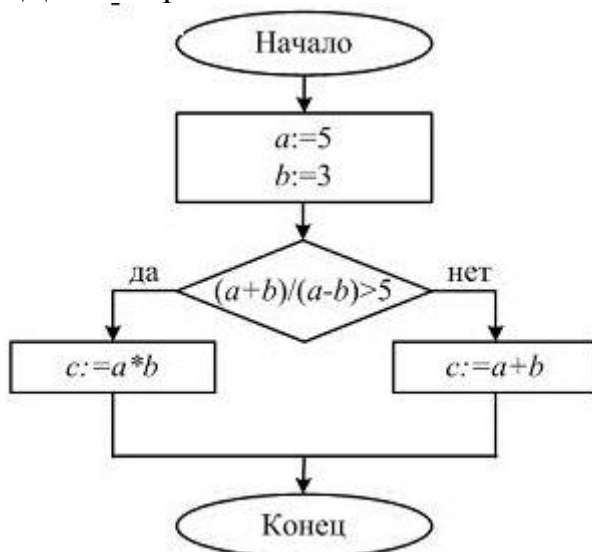 Начало
a:=5
b:=3
да
(a+b)/(a-b)>5
нет
c:=a*b
c:=a+b
Конец